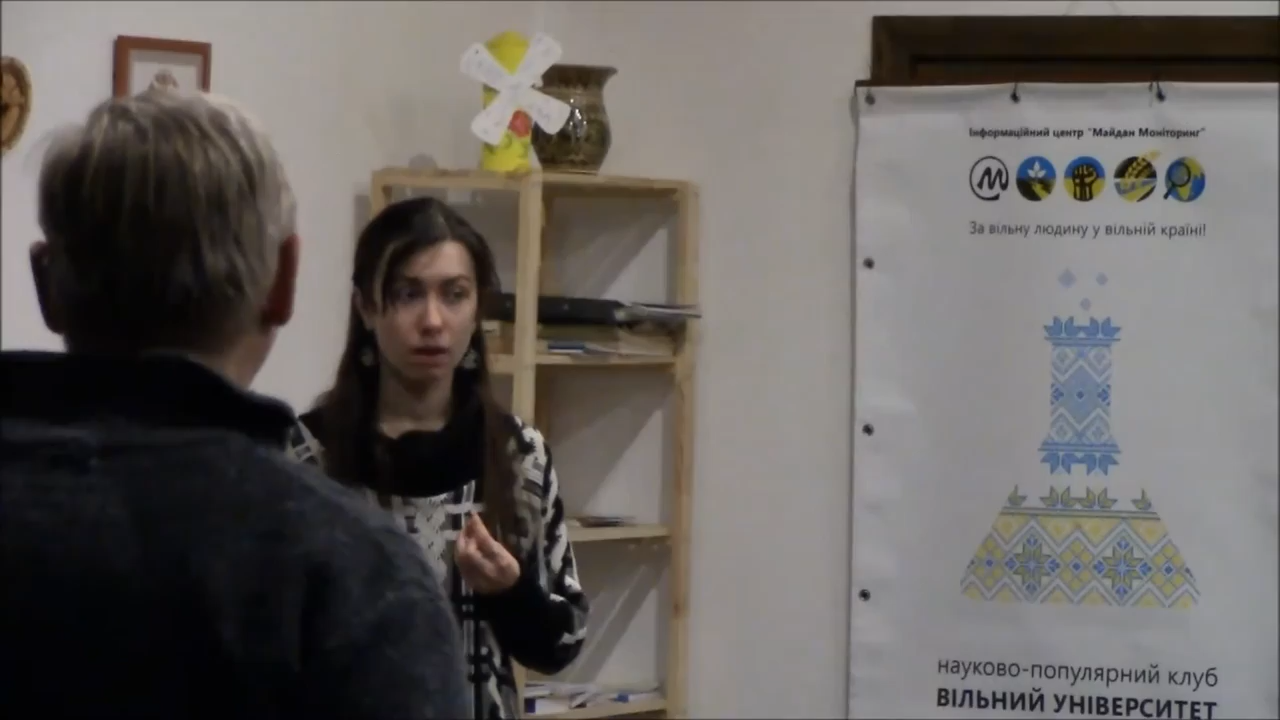 Інформаційний центр "Майдан Моніторинг"
За вільну людину у вільній країні!
науково-популярний клуб
ВІЛЬНИЙ УНІВЕРСИТЕТ